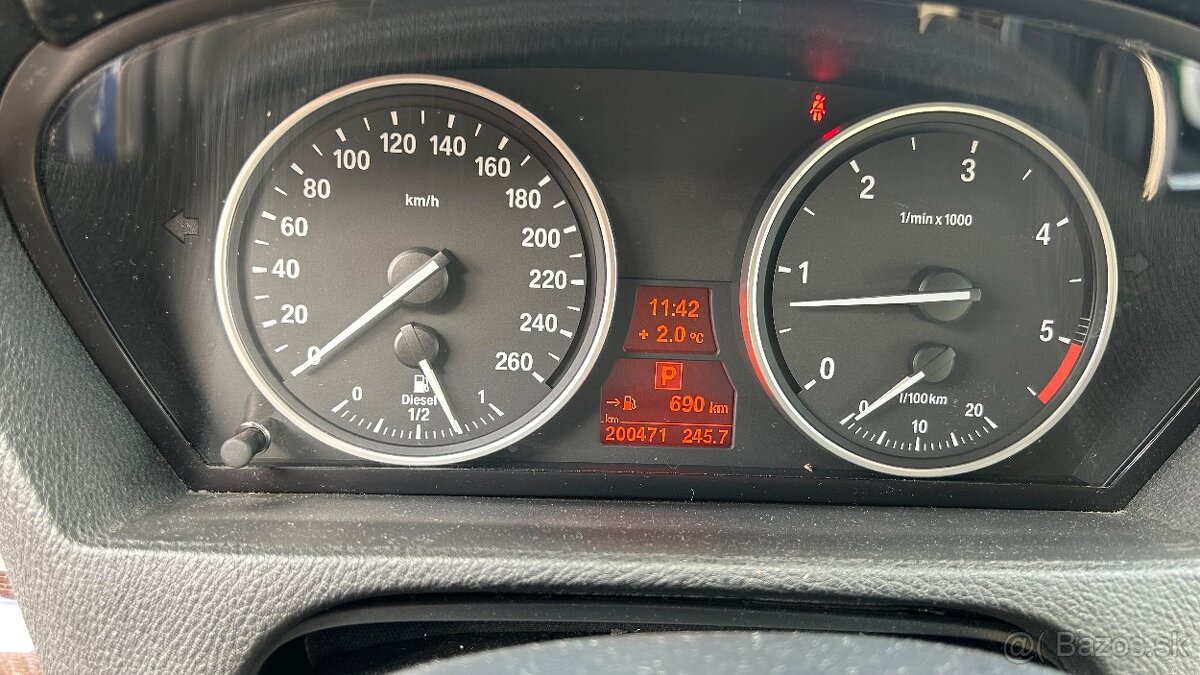 0 20 40 60 80 100 120 140 160 180 200 220 240 260
km/h
0 1/2 1
Diesel
11:42
+ 2.0 °C
P
→ 690 km
km
200471 245.7
0 1 2 3 4 5
1/min x 1000
0 10 20
l/100km
@( Bazos.sk